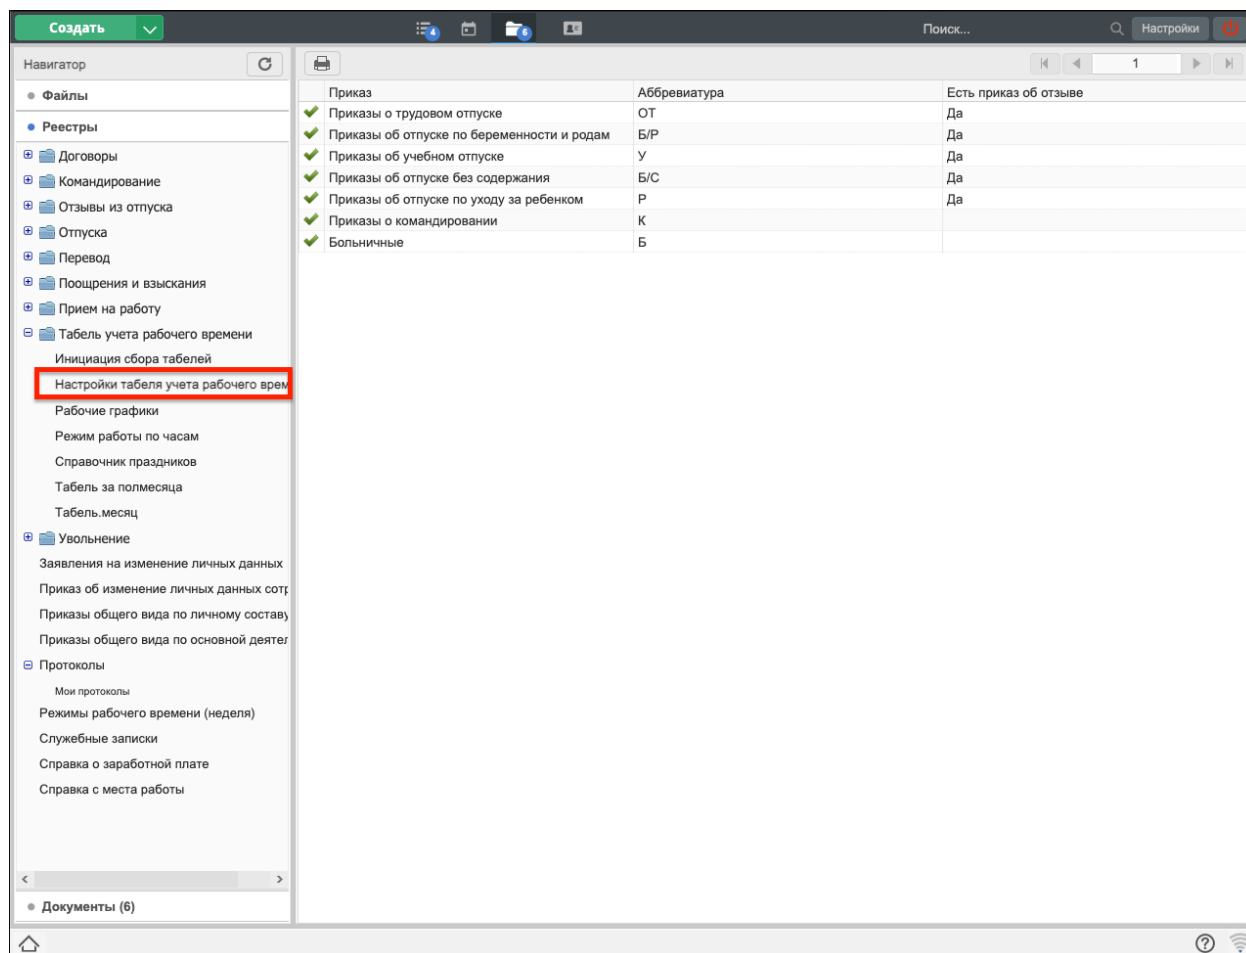 Создать
4
6
Поиск...
Настройки
Навигатор
1
Файлы
Реестры
Договоры
Командирование
Отзывы из отпуска
Отпуска
Перевод
Поощрения и взыскания
Прием на работу
Табель учета рабочего времени
Инициация сбора табелей
Настройки табеля учета рабочего врем
Рабочие графики
Режим работы по часам
Справочник праздников
Табель за полмесяца
Табель.месяц
Увольнение
Заявления на изменение личных данных
Приказ об изменение личных данных сотр
Приказы общего вида по личному составу
Приказы общего вида по основной деятел
Протоколы
Мои протоколы
Режимы рабочего времени (неделя)
Служебные записки
Справка о заработной плате
Справка с места работы
Документы (6)
Приказ Аббревиатура Есть приказ об отзыве
Приказы о трудовом отпуске ОТ Да
Приказы об отпуске по беременности и родам Б/Р Да
Приказы об учебном отпуске У Да
Приказы об отпуске без содержания Б/С Да
Приказы об отпуске по уходу за ребенком Р Да
Приказы о командировании К
Больничные Б